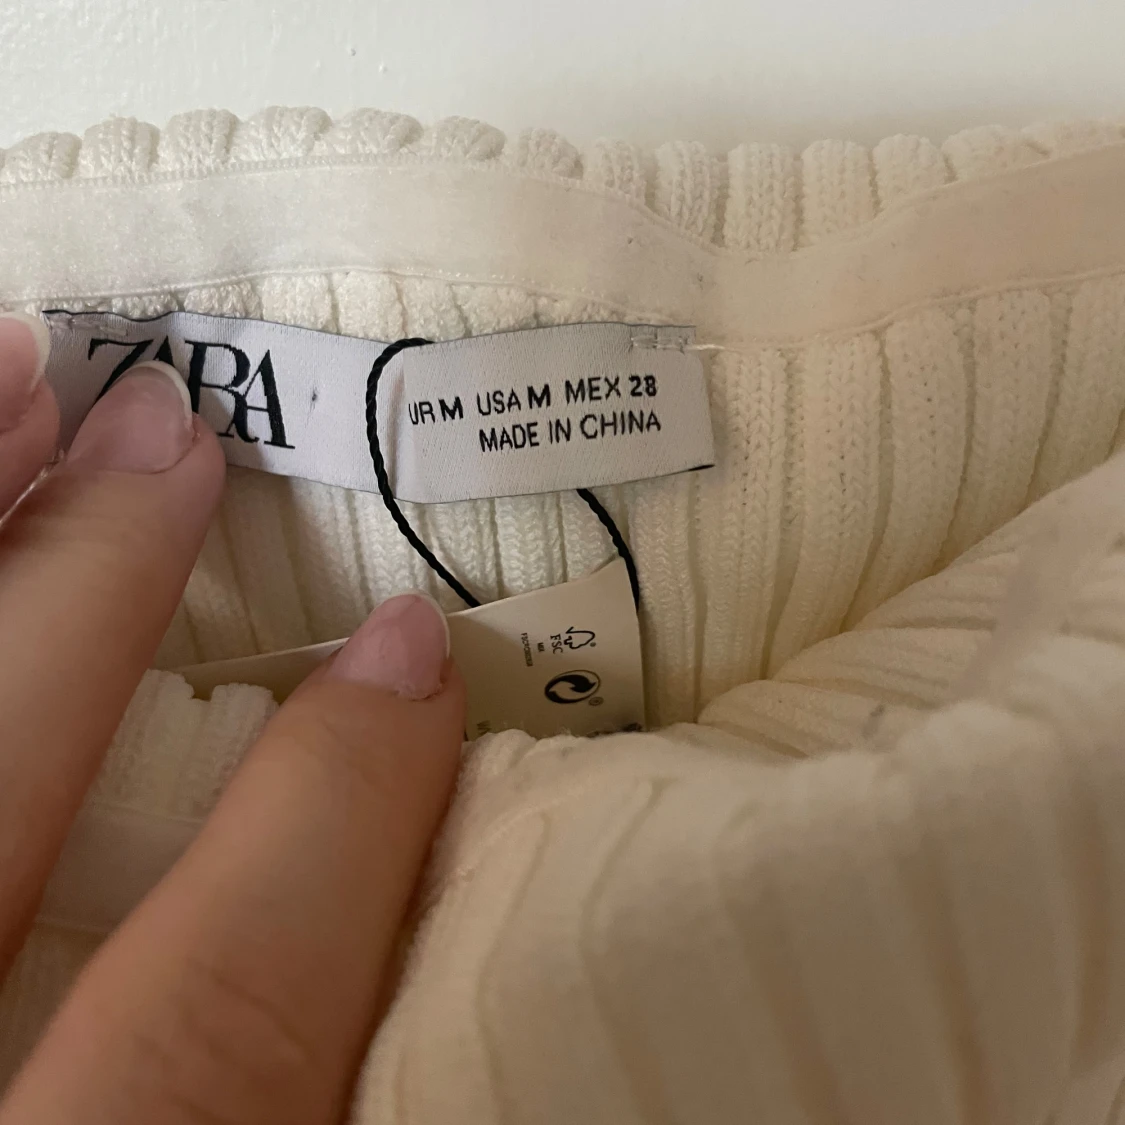 ZARA
UR M USA M MEX 28
MADE IN CHINA
FSC